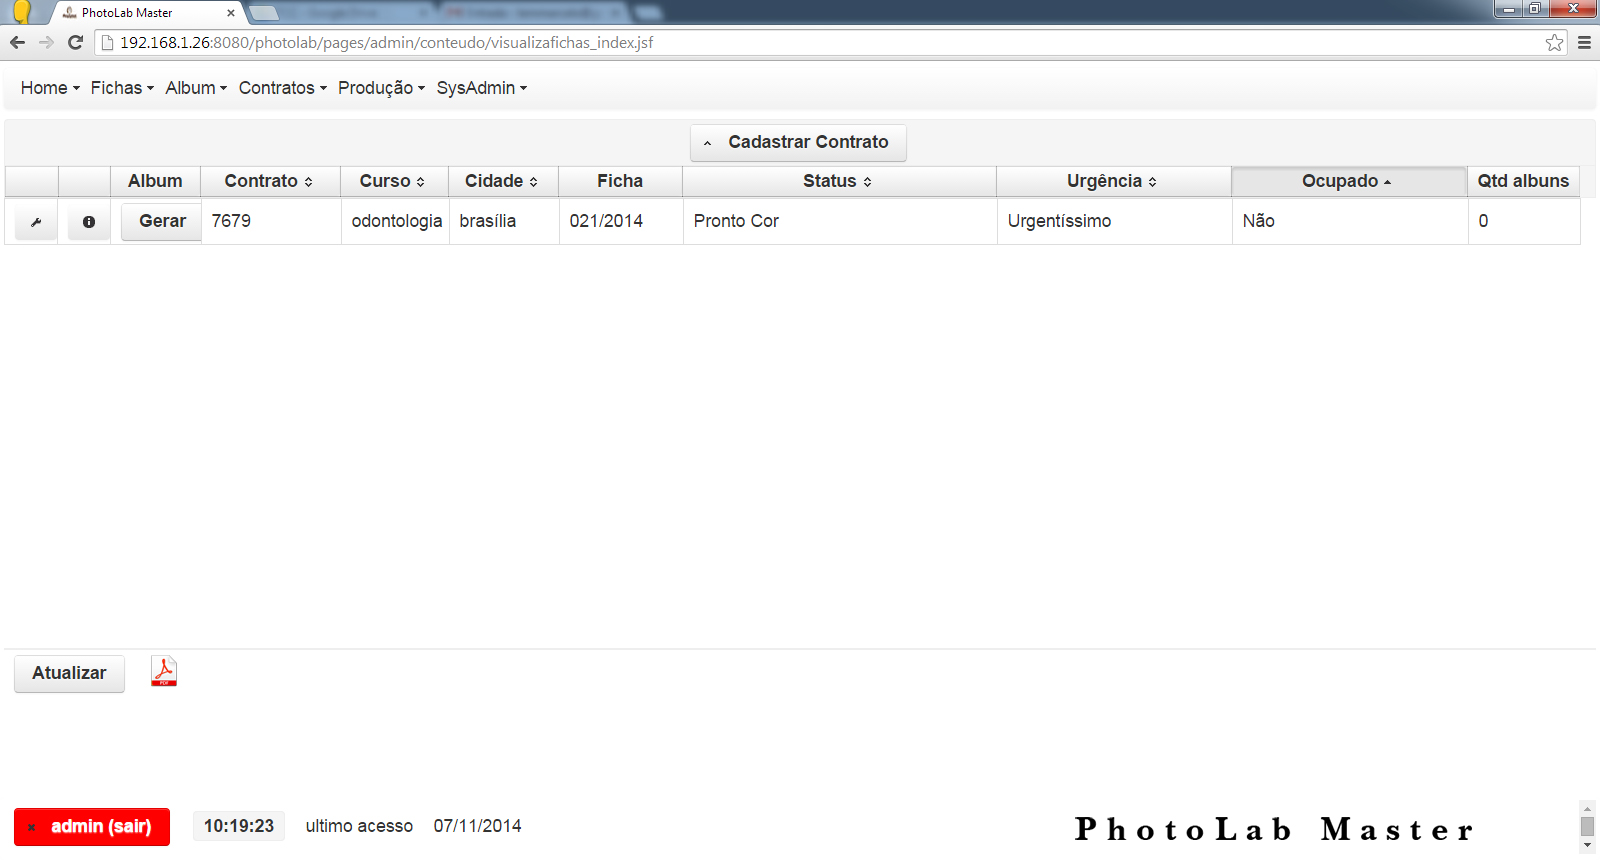 PhotoLab Master
192.168.1.26:8080/photolab/pages/admin/conteudo/visualizafichas_index.jsf
Home Fichas Album Contratos Produção SysAdmin
Cadastrar Contrato
Album Contrato Curso Cidade Ficha Status Urgência Ocupado Qtd albuns
Gerar 7679 odontologia brasília 021/2014 Pronto Cor Urgentíssimo Não 0
Atualizar
PDF
admin (sair) 10:19:23 ultimo acesso 07/11/2014
PhotoLab Master